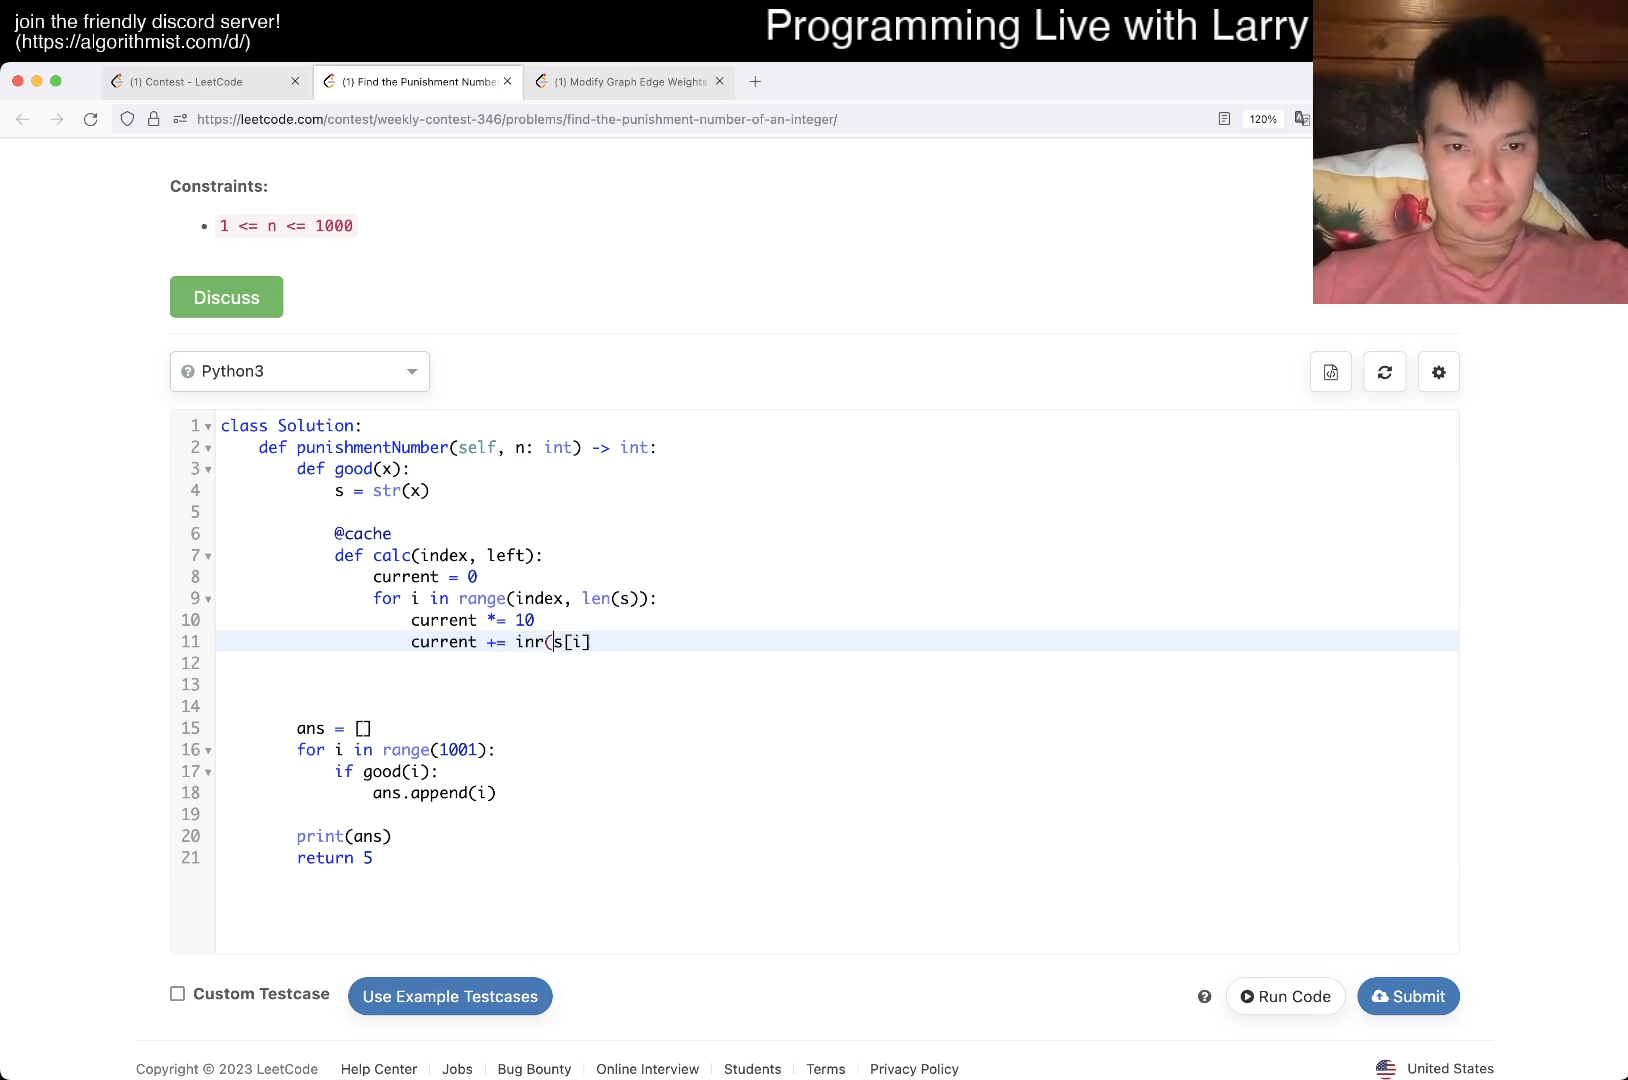 join the friendly discord server!
(https://algorithmist.com/d/)
Programming Live with Larry
(1) Contest - LeetCode
(1) Find the Punishment Numbe
(1) Modify Graph Edge Weights
https://leetcode.com/contest/weekly-contest-346/problems/find-the-punishment-number-of-an-integer/
120%
Constraints:
• 1 <= n <= 1000
Discuss
Python3
1 class Solution:
2 def punishmentNumber(self, n: int) -> int:
3 def good(x):
4 s = str(x)
5
6 @cache
7 def calc(index, left):
8 current = 0
9 for i in range(index, len(s)):
10 current *= 10
11 current += inr(s[i]
12
13
14
15 ans = []
16 for i in range(1001):
17 if good(i):
18 ans.append(i)
19
20 print(ans)
21 return 5
Custom Testcase
Use Example Testcases
Run Code
Submit
Copyright © 2023 LeetCode
Help Center
Jobs
Bug Bounty
Online Interview
Students
Terms
Privacy Policy
United States